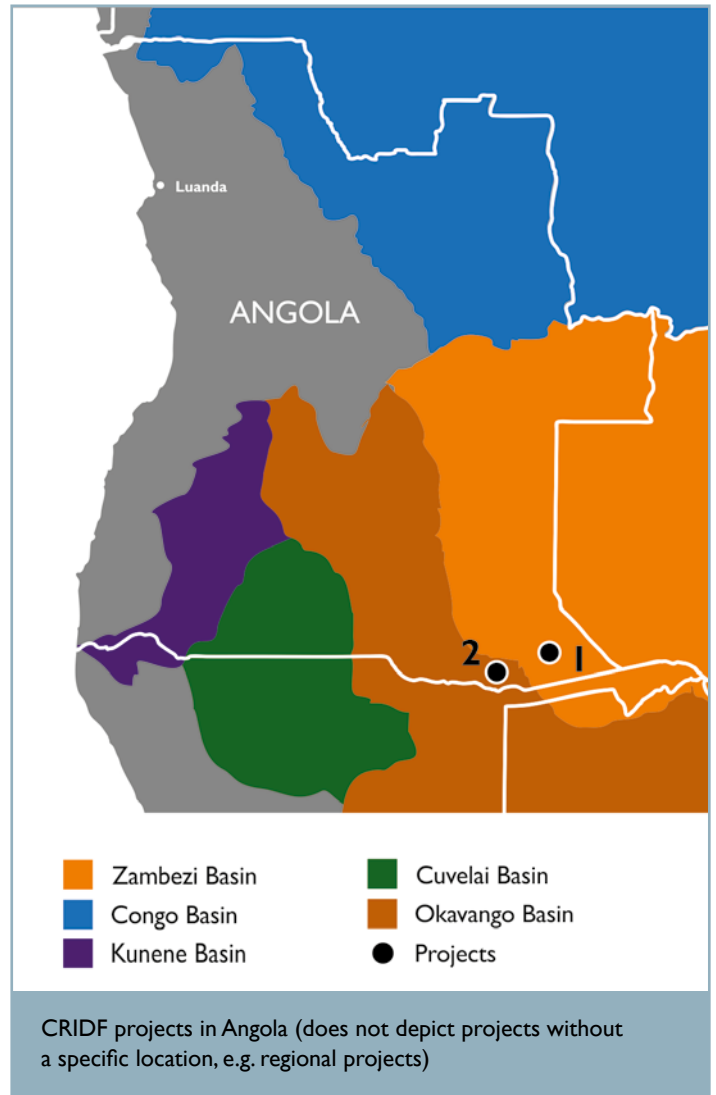 Luanda
ANGOLA
2
1
Zambezi Basin
Cuvelai Basin
Congo Basin
Okavango Basin
Kunene Basin
Projects
CRIDF projects in Angola (does not depict projects without
a specific location, e.g. regional projects)